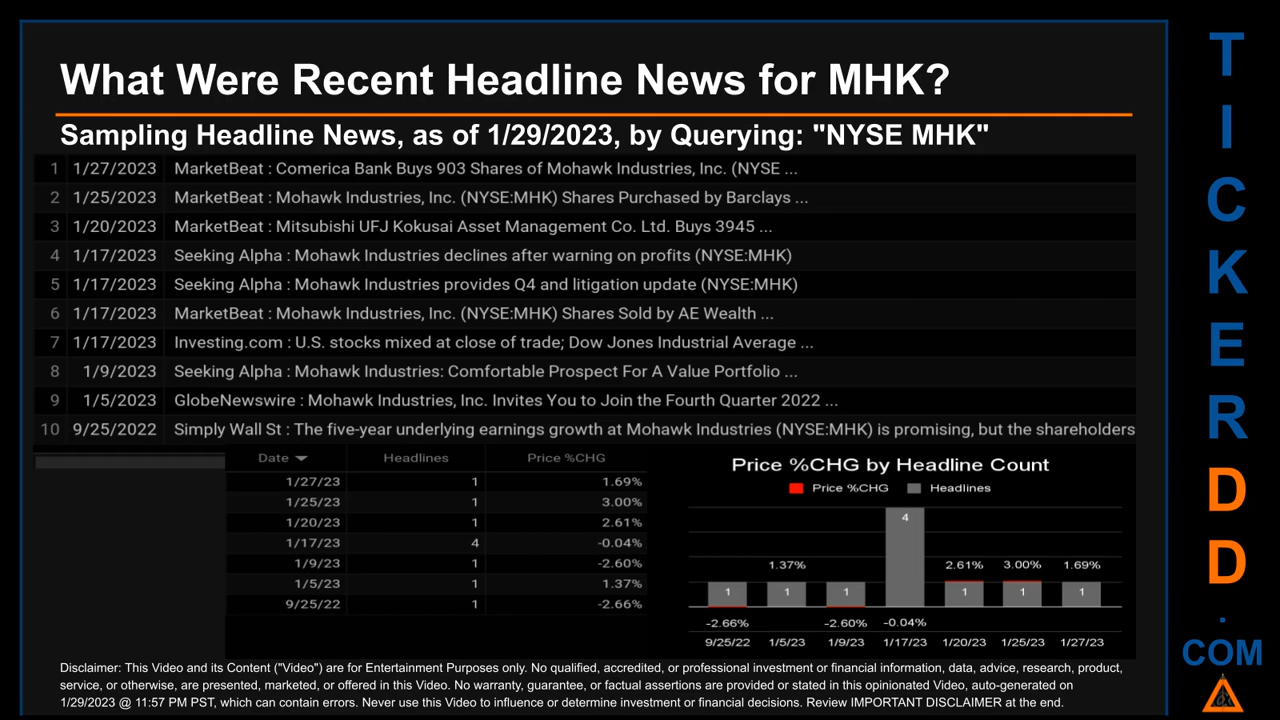 What Were Recent Headline News for MHK?
Sampling Headline News, as of 1/29/2023, by Querying: "NYSE MHK"
1 1/27/2023 MarketBeat : Comerica Bank Buys 903 Shares of Mohawk Industries, Inc. (NYSE ...
2 1/25/2023 MarketBeat : Mohawk Industries, Inc. (NYSE:MHK) Shares Purchased by Barclays ...
3 1/20/2023 MarketBeat : Mitsubishi UFJ Kokusai Asset Management Co. Ltd. Buys 3945 ...
4 1/17/2023 Seeking Alpha : Mohawk Industries declines after warning on profits (NYSE:MHK)
5 1/17/2023 Seeking Alpha : Mohawk Industries provides Q4 and litigation update (NYSE:MHK)
6 1/17/2023 MarketBeat : Mohawk Industries, Inc. (NYSE:MHK) Shares Sold by AE Wealth ...
7 1/17/2023 Investing.com : U.S. stocks mixed at close of trade; Dow Jones Industrial Average ...
8 1/9/2023 Seeking Alpha : Mohawk Industries: Comfortable Prospect For A Value Portfolio ...
9 1/5/2023 GlobeNewswire : Mohawk Industries, Inc. Invites You to Join the Fourth Quarter 2022 ...
10 9/25/2022 Simply Wall St : The five-year underlying earnings growth at Mohawk Industries (NYSE:MHK) is promising, but the shareholders
Date Headlines Price %CHG
1/27/23 1 1.69%
1/25/23 1 3.00%
1/20/23 1 2.61%
1/17/23 4 -0.04%
1/9/23 1 -2.60%
1/5/23 1 1.37%
9/25/22 1 -2.66%
Price %CHG by Headline Count
Price %CHG Headlines
4
1.37% 2.61% 3.00% 1.69%
1 1 1 1 1 1
-2.66% -2.60% -0.04%
9/25/22 1/5/23 1/9/23 1/17/23 1/20/23 1/25/23 1/27/23
Disclaimer: This Video and its Content ("Video") are for Entertainment Purposes only. No qualified, accredited, or professional investment or financial information, data, advice, research, product,
service, or otherwise, are presented, marketed, or offered in this Video. No warranty, guarantee, or factual assertions are provided or stated in this opinionated Video, auto-generated on
1/29/2023 @ 11:57 PM PST, which can contain errors. Never use this Video to influence or determine investment or financial decisions. Review IMPORTANT DISCLAIMER at the end.
T
I
C
K
E
R
D
D
.
COM